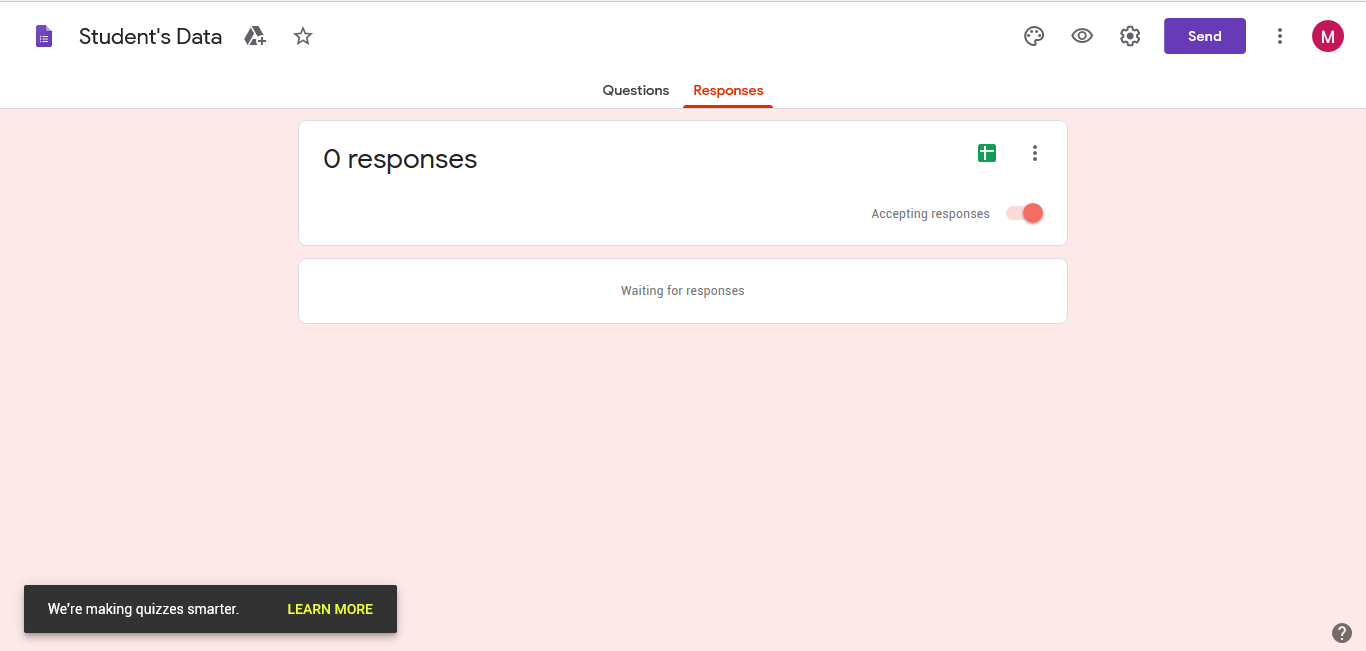 Student's Data
Send
M
Questions
Responses
0 responses
Accepting responses
Waiting for responses
We're making quizzes smarter.
LEARN MORE
?